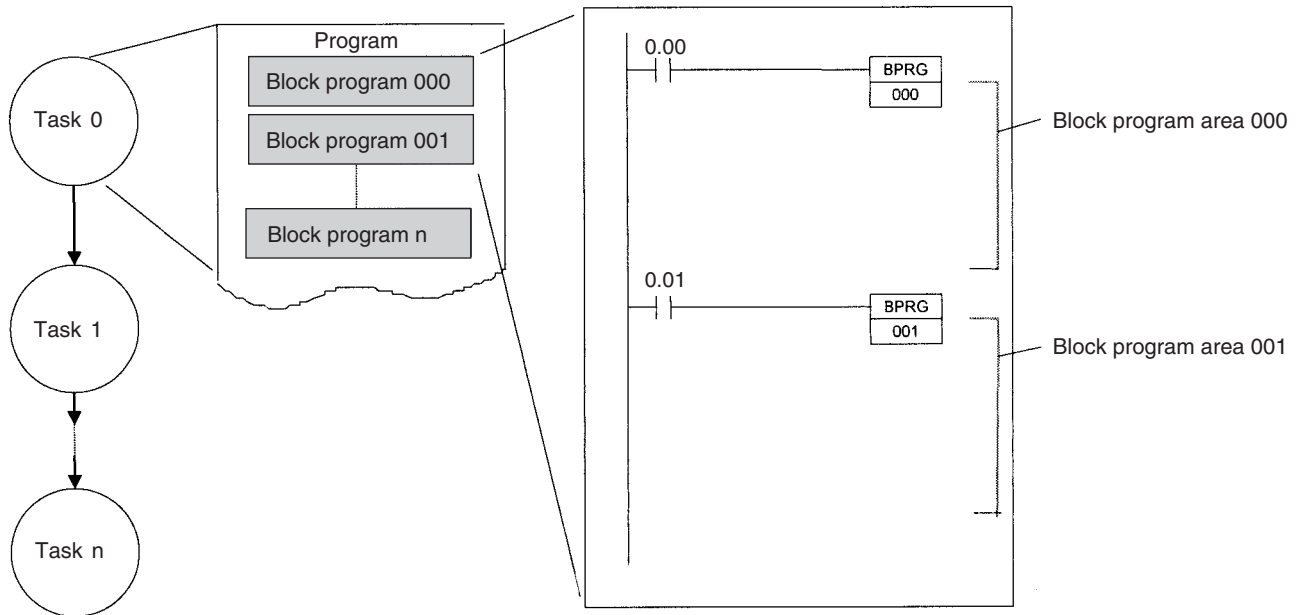 Task 0
Task 1
Task n
Program
Block program 000
Block program 001
Block program n
0.00
BPRG
000
Block program area 000
0.01
BPRG
001
Block program area 001